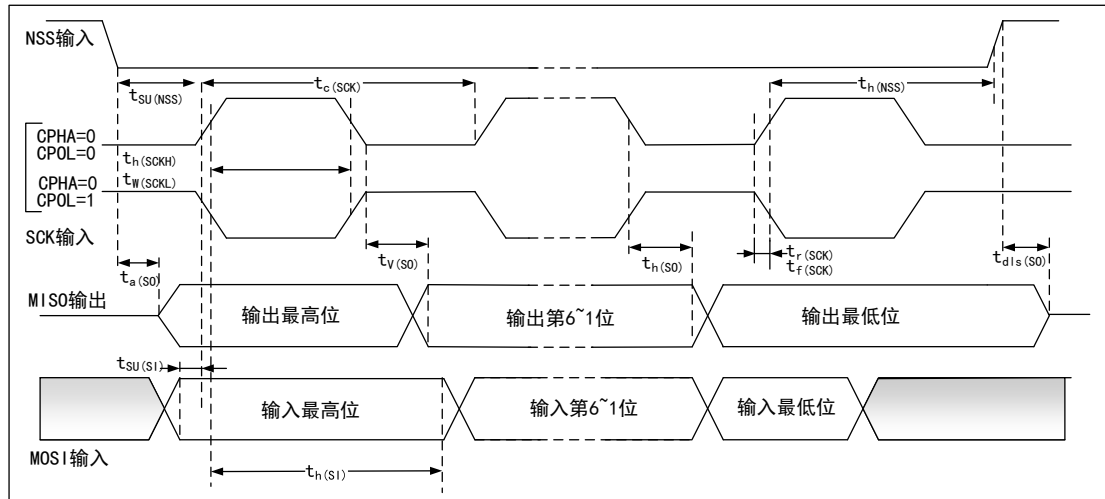 NSS输入
tSU(NSS)
tc(SCK)
th(NSS)
CPHA=0
CPOL=0
th(SCKH)
CPHA=0
tW(SCKL)
CPOL=1
SCK输入
ta(SO)
tV(SO)
th(SO)
tr(SCK)
tf(SCK)
tdls(SO)
MISO输出
输出最高位
输出第6~1位
输出最低位
tSU(SI)
输入最高位
输入第6~1位
输入最低位
MOSI输入
th(SI)